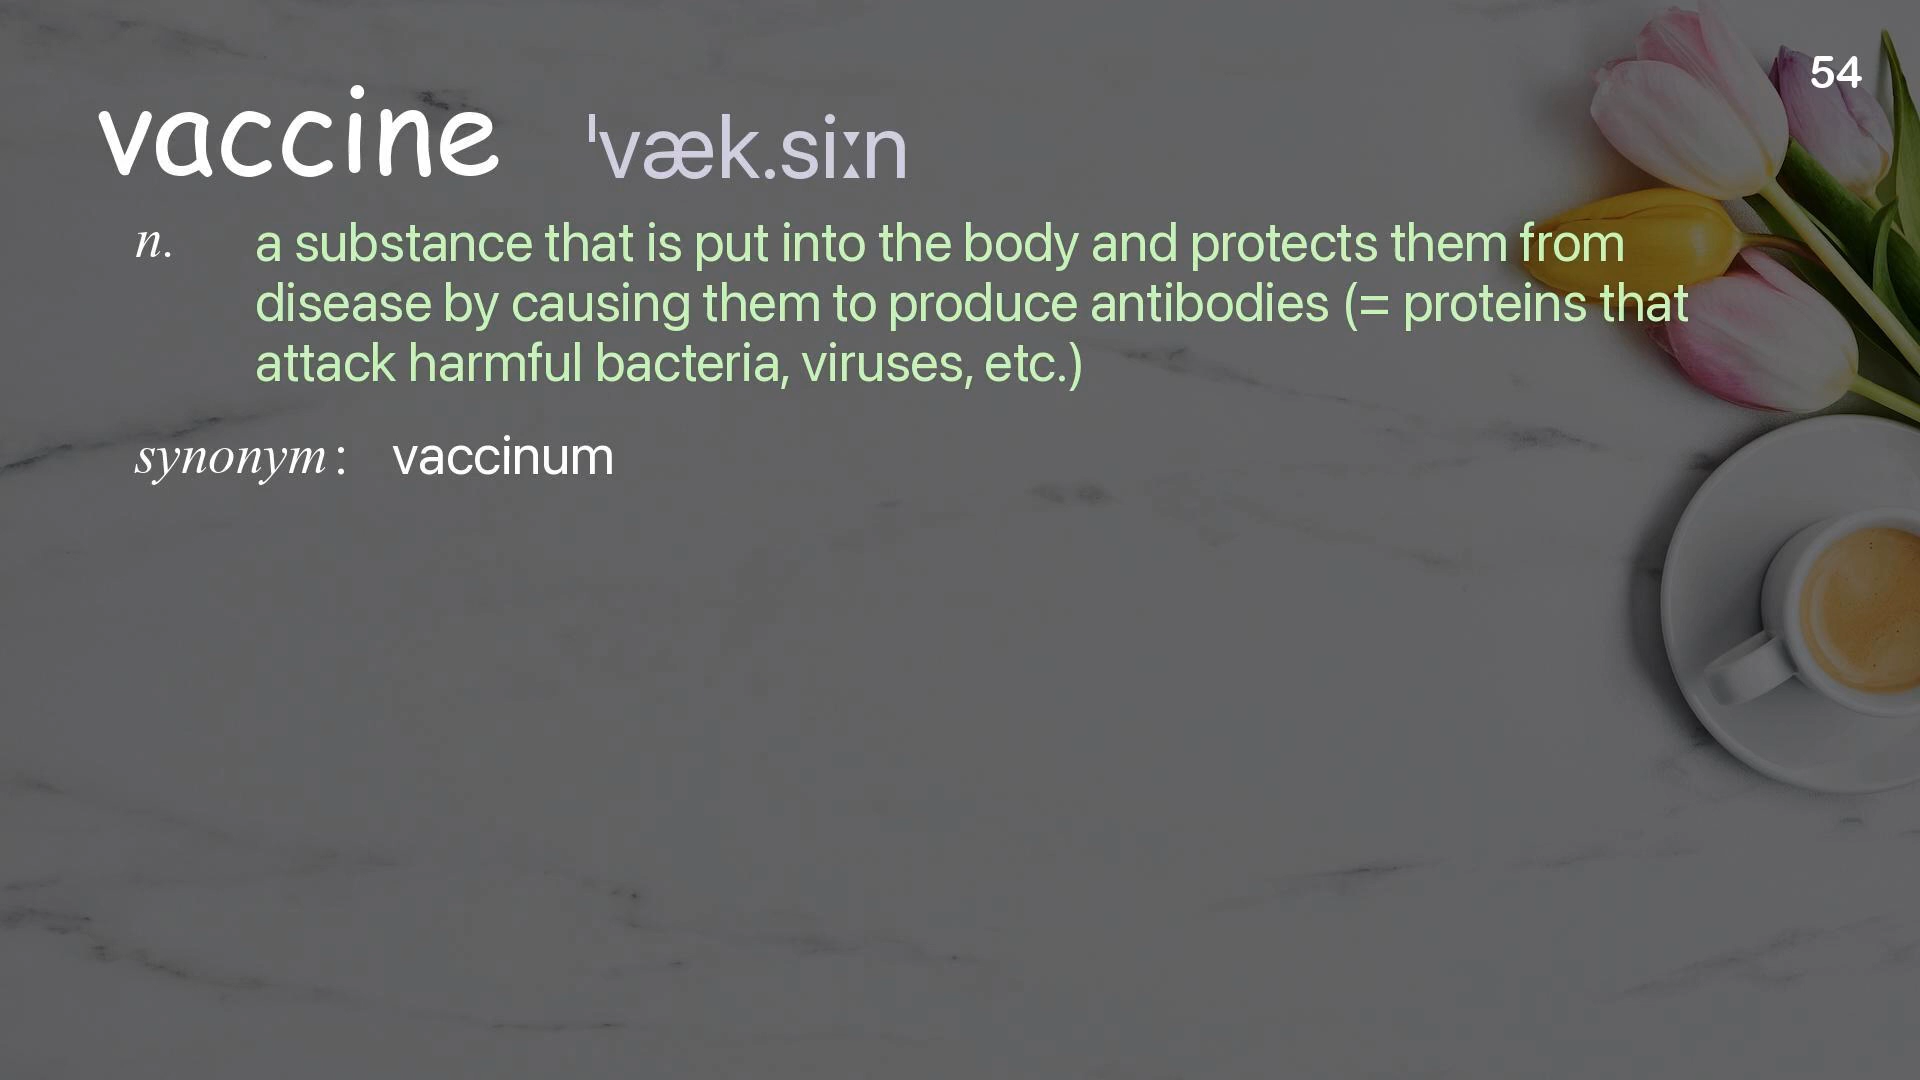 54
vaccine ˈvæk.siːn
n. a substance that is put into the body and protects them from
disease by causing them to produce antibodies (= proteins that
attack harmful bacteria, viruses, etc.)
synonym: vaccinum